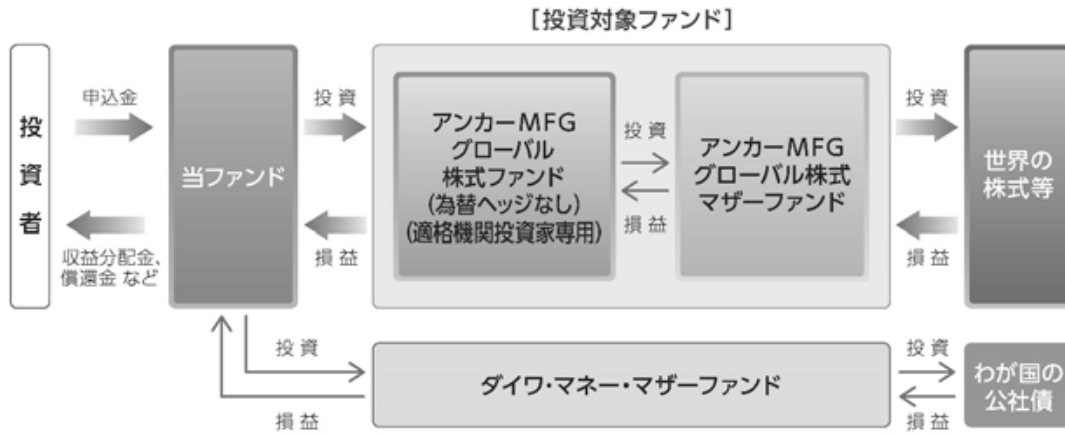 [投資対象ファンド]
投資者
申込金
収益分配金、
償還金 など
当ファンド
投 資
損 益
アンカーMFG
グローバル
株式ファンド
(為替ヘッジなし)
(適格機関投資家専用)
投 資
損 益
アンカーMFG
グローバル株式
マザーファンド
投 資
損 益
世界の
株式等
投 資
損 益
ダイワ・マネー・マザーファンド
投 資
損 益
わが国の
公社債